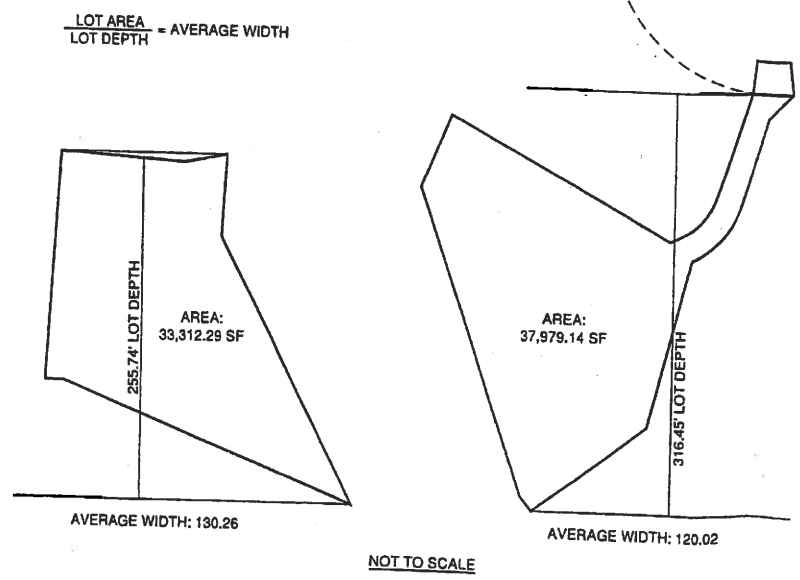 LOT AREA
LOT DEPTH = AVERAGE WIDTH
255.74' LOT DEPTH
AREA:
33,312.29 SF
AVERAGE WIDTH: 130.26
AREA:
37,979.14 SF
316.45' LOT DEPTH
AVERAGE WIDTH: 120.02
NOT TO SCALE